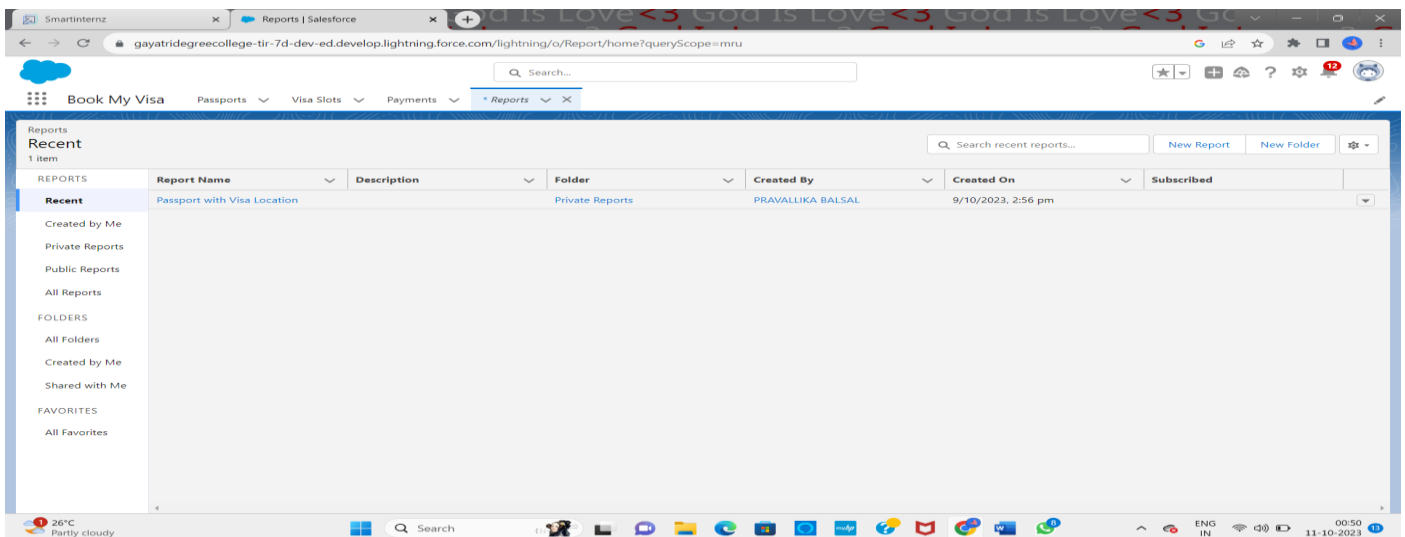 Smartinternz
Reports | Salesforce
God Is Love<3 God Is Love<3 God Is Love<3 Gc
gayatridegreecollege-tir-7d-dev-ed.develop.lightning.force.com/lightning/o/Report/home?queryScope=mru
Search...
12
Book My Visa Passports Visa Slots Payments * Reports
Reports
Recent
1 item
Search recent reports...
New Report New Folder
REPORTS
Report Name Description Folder Created By Created On Subscribed
Recent
Passport with Visa Location Private Reports PRAVALLIKA BALSAL 9/10/2023, 2:56 pm
Created by Me
Private Reports
Public Reports
All Reports
FOLDERS
All Folders
Created by Me
Shared with Me
FAVORITES
All Favorites
1
26°C
Partly cloudy
Search
8
ENG
IN
00:50
11-10-2023
13